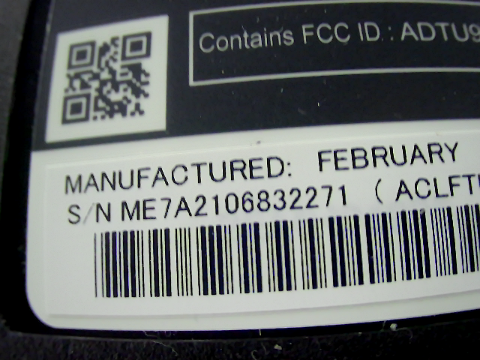 Contains FCC ID : ADTU9
MANUFACTURED: FEBRUARY
S/N ME7A2106832271 ( ACLFT